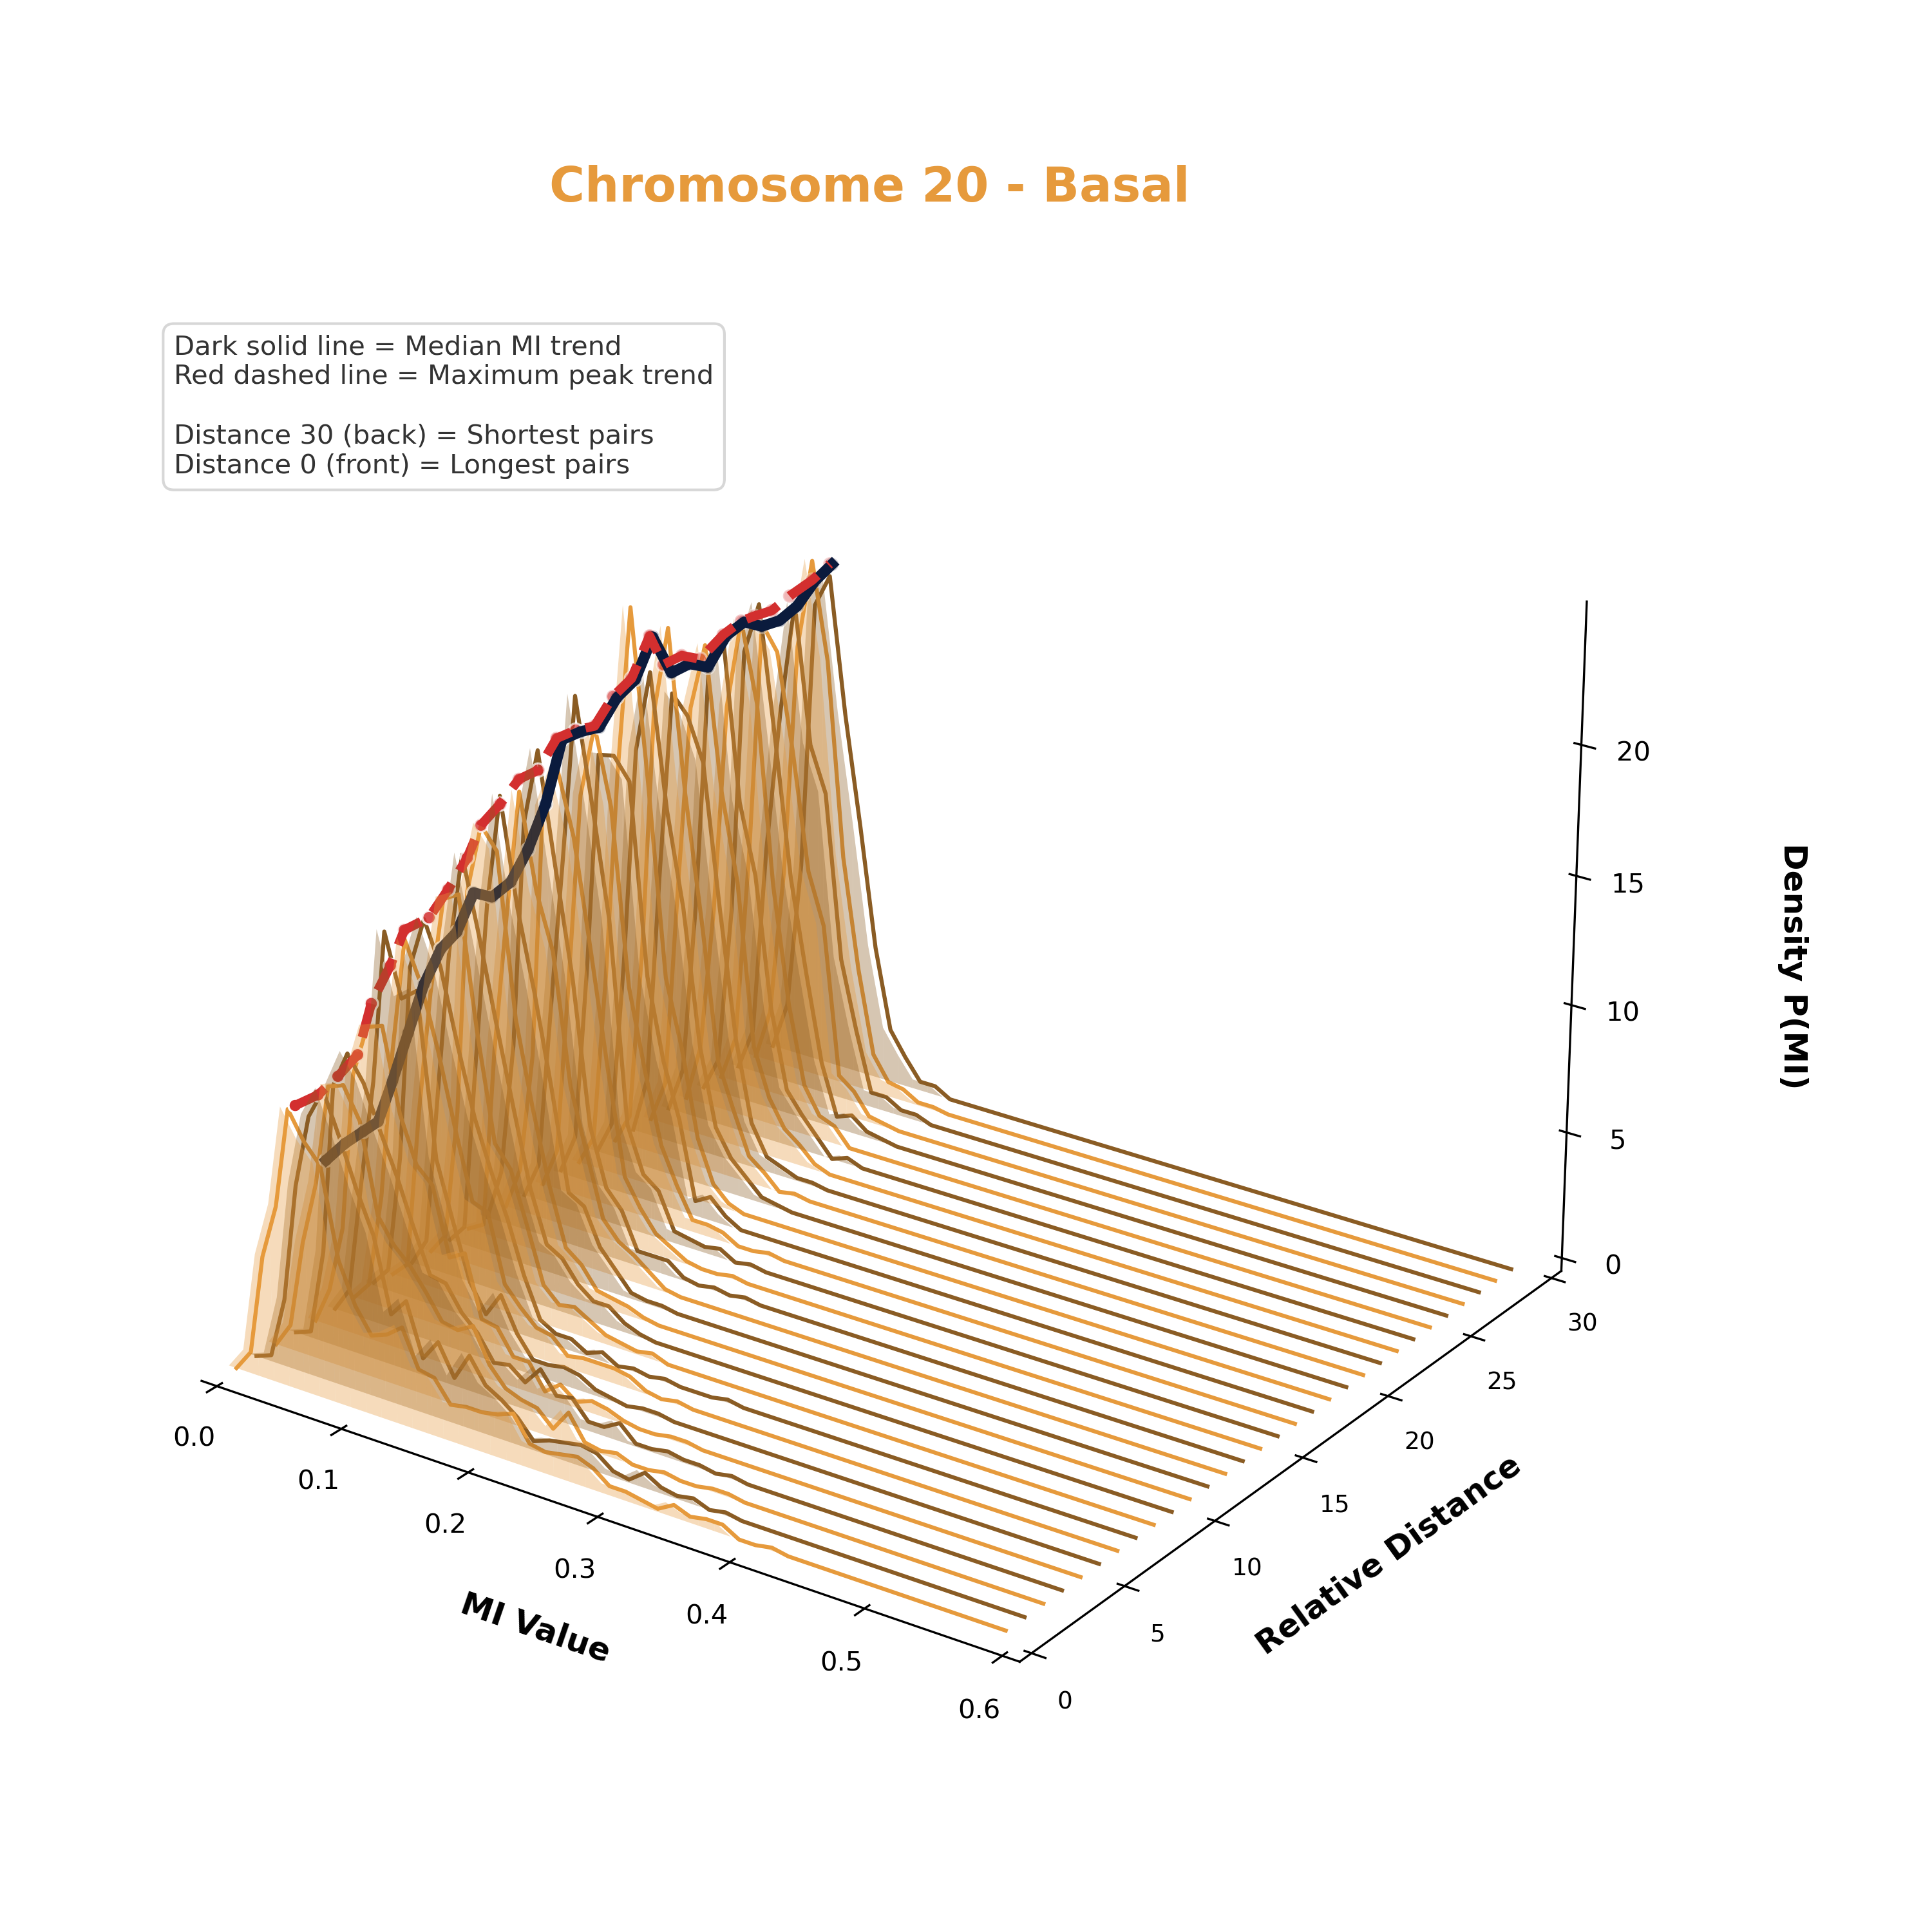 Chromosome 20 - Basal
Dark solid line = Median MI trend
Red dashed line = Maximum peak trend
Distance 30 (back) = Shortest pairs
Distance 0 (front) = Longest pairs
20
15
10
5
0
Density P(MI)
30
25
20
15
10
5
0
Relative Distance
0.0
0.1
0.2
0.3
0.4
0.5
0.6
MI Value